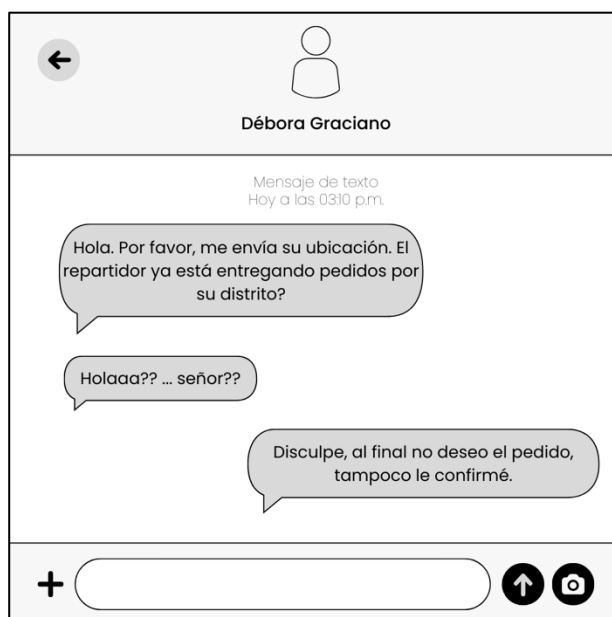 Débora Graciano
Mensaje de texto
Hoy a las 03:10 p.m.
Hola. Por favor, me envía su ubicación. El
repartidor ya está entregando pedidos por
su distrito?
Holaaa?? ... señor??
Disculpe, al final no deseo el pedido,
tampoco le confirmé.